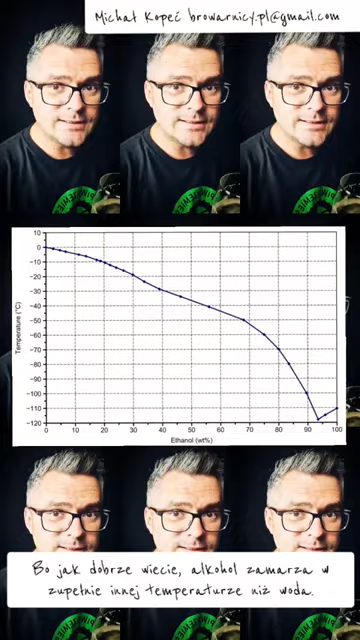 Michał Kopeć browarnicy.pl@gmail.com
10
0
-10
-20
-30
-40
-50
-60
-70
-80
-90
-100
-110
-120
Temperature (°C)
0 10 20 30 40 50 60 70 80 90 100
Ethanol (wt%)
Bo jak dobrze wiecie, alkohol zamarza w
zupełnie innej temperaturze niż woda.